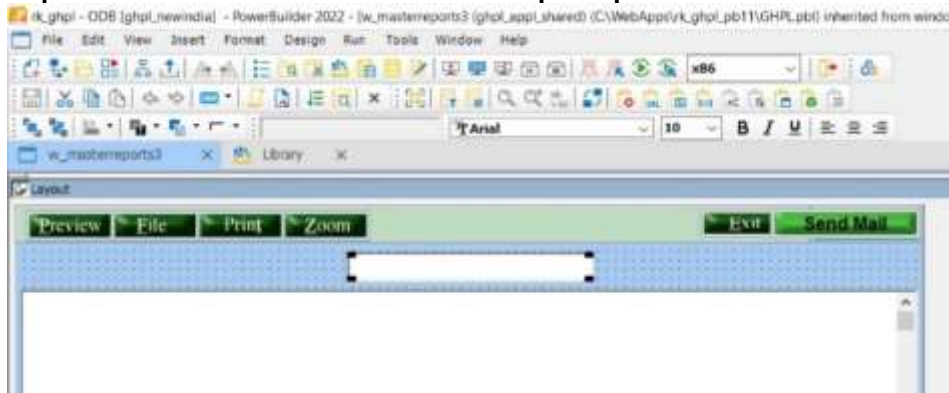 rk_ghpl - ODB [ghpl_newindia] - PowerBuilder 2022 - [w_masterreports3 (ghpl_appl_shared) (C:\WebApps\rk_ghpl_pb11\GHPL.pbl) inherited from windo
File Edit View Insert Format Design Run Tools Window Help
x86
Arial 10 B I U
w_masterreports3 Library
Layout
Preview File Print Zoom Exit Send Mail